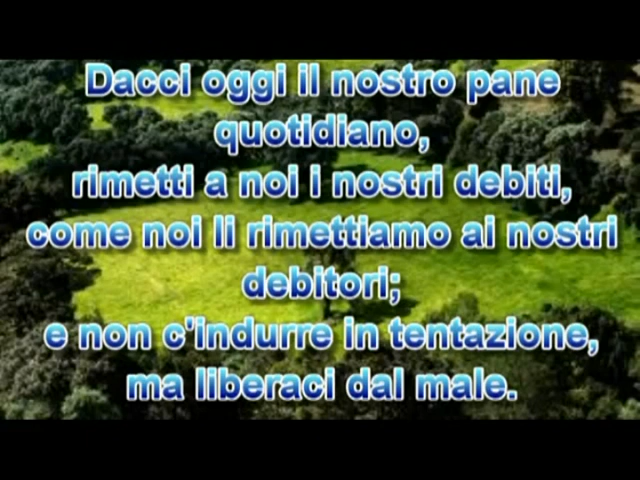 Dacci oggi il nostro pane
quotidiano,
rimetti a noi i nostri debiti,
come noi li rimettiamo ai nostri
debitori;
e non c'indurre in tentazione,
ma liberaci dal male.